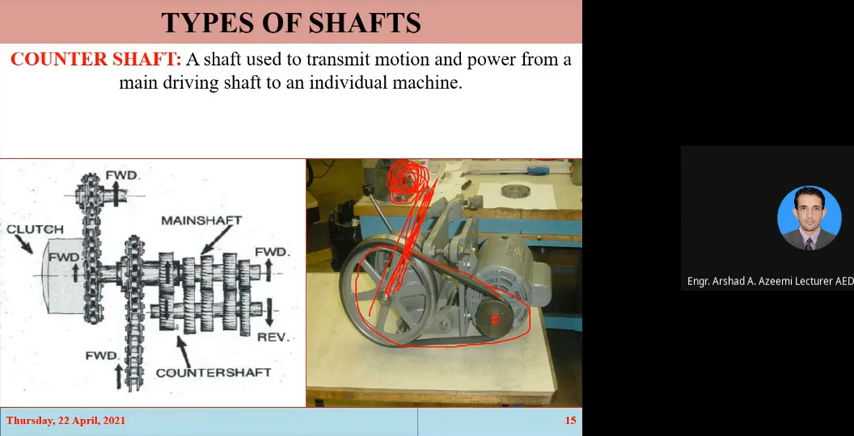 TYPES OF SHAFTS
COUNTER SHAFT: A shaft used to transmit motion and power from a
main driving shaft to an individual machine.
FWD.
CLUTCH
MAINSHAFT
FWD.
FWD.
REV.
FWD.
COUNTERSHAFT
Engr. Arshad A. Azeemi Lecturer AED
Thursday, 22 April, 2021
15